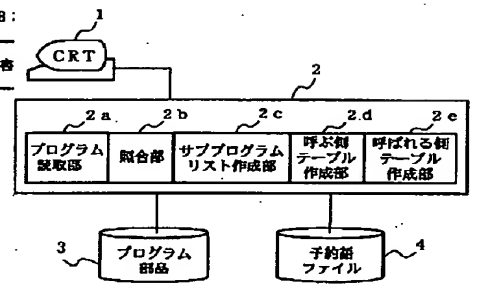 1
CRT
2
2a
2b
2c
2d
2e
プログラム
読取部
照合部
サブプログラム
リスト作成部
呼ぶ側
テーブル
作成部
呼ばれる側
テーブル
作成部
3
プログラム
部品
予約語
ファイル
4